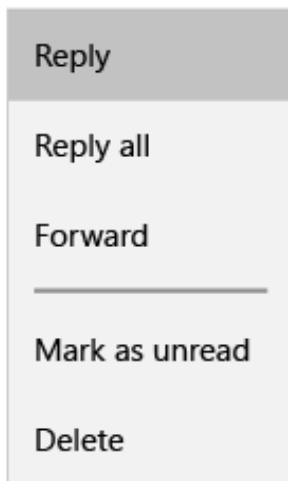 Reply
Reply all
Forward
Mark as unread
Delete